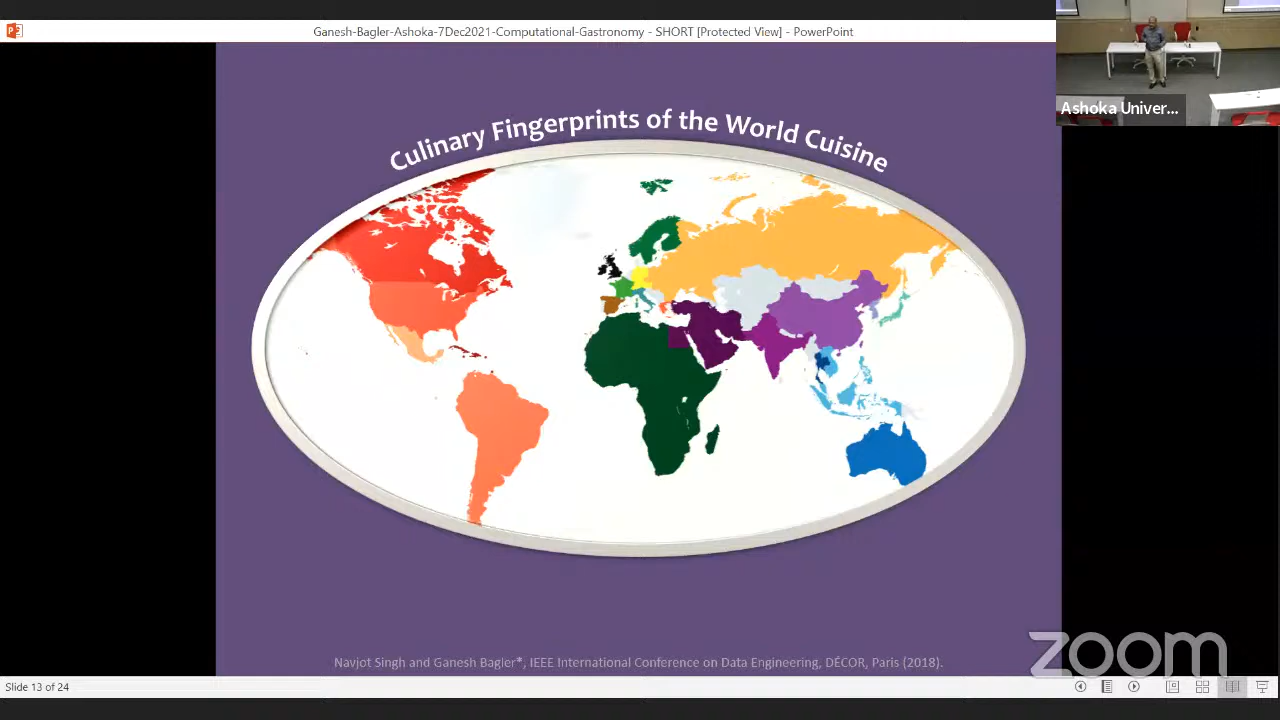 Ganesh-Bagler-Ashoka-7Dec2021-Computational-Gastronomy - SHORT [Protected View] - PowerPoint
Ashoka Univer...
Culinary Fingerprints of the World Cuisine
Navjot Singh and Ganesh Bagler*, IEEE International Conference on Data Engineering, DÉCOR, Paris (2018).
zoom
Slide 13 of 24